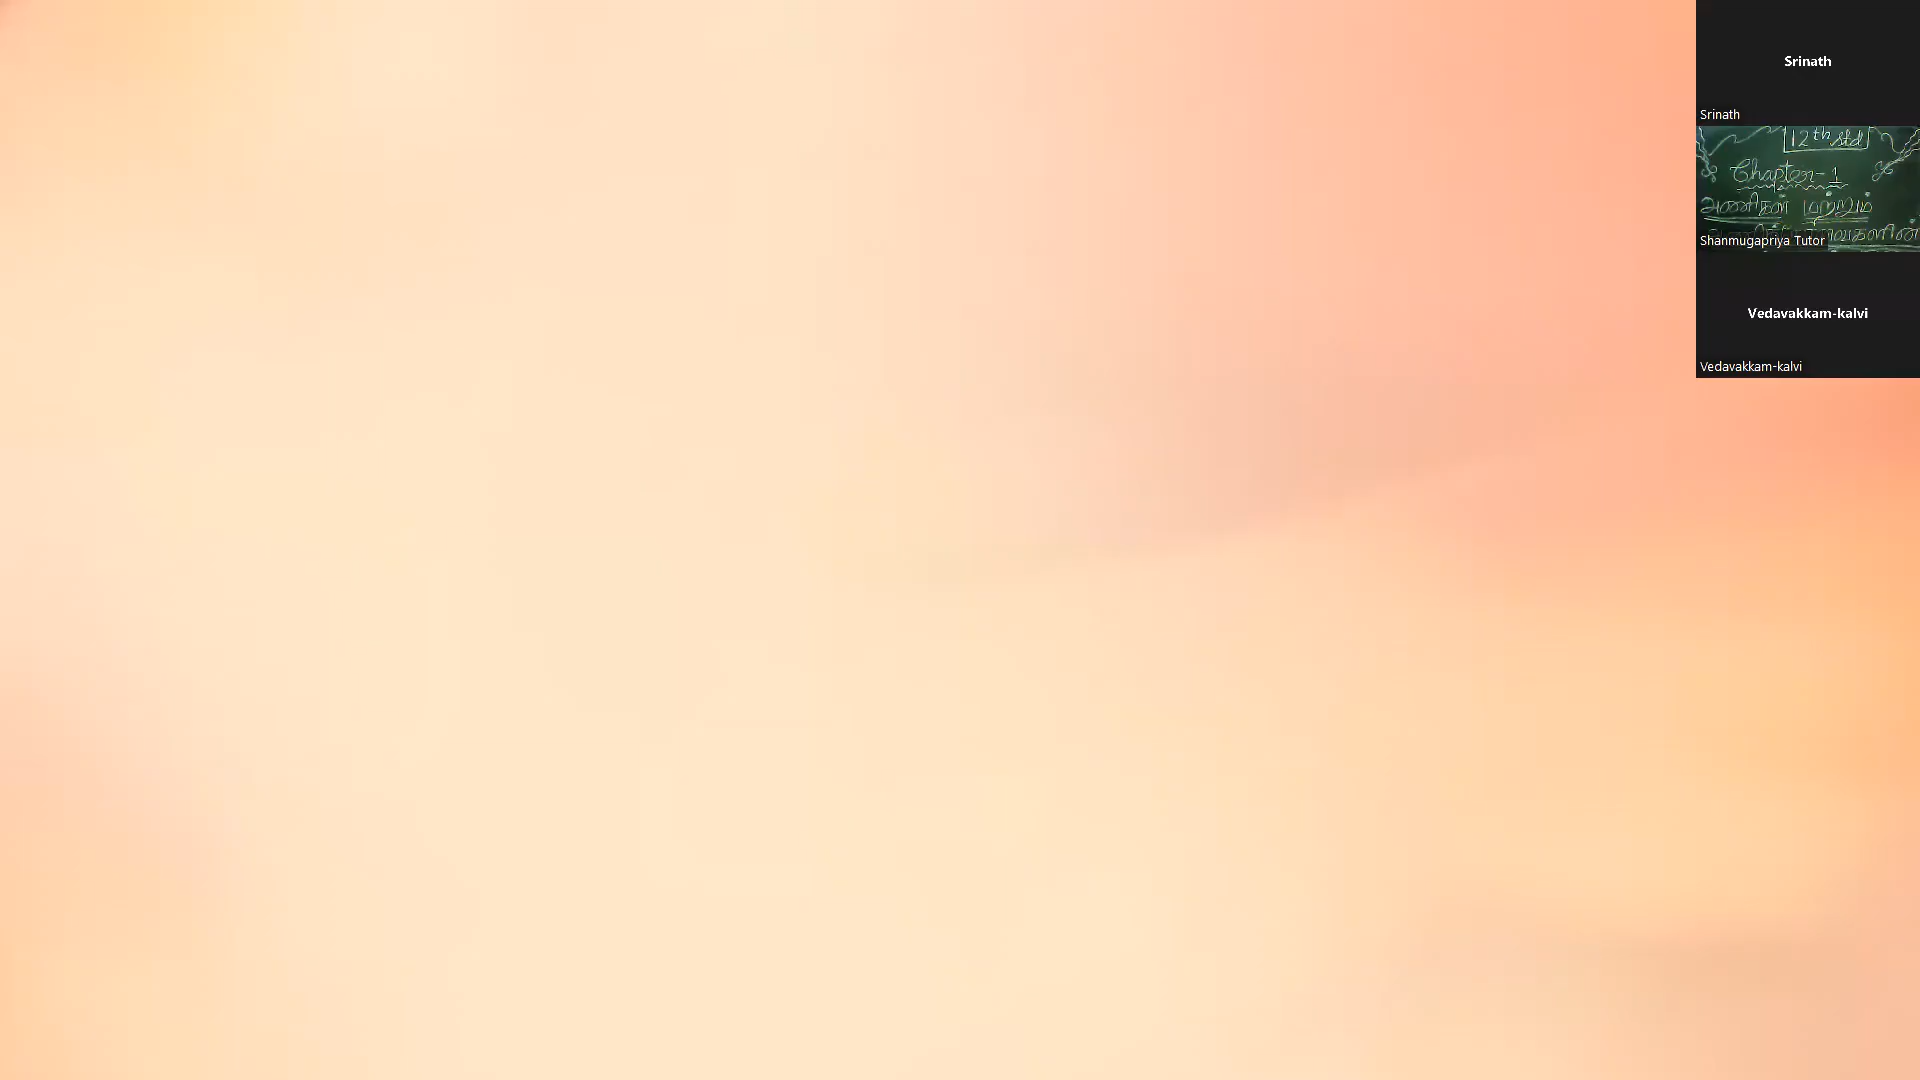 Srinath
Srinath
12th std
Chapter-1
அணிகள் மற்றும்
Shanmugapriya Tutor
Vedavakkam-kalvi
Vedavakkam-kalvi